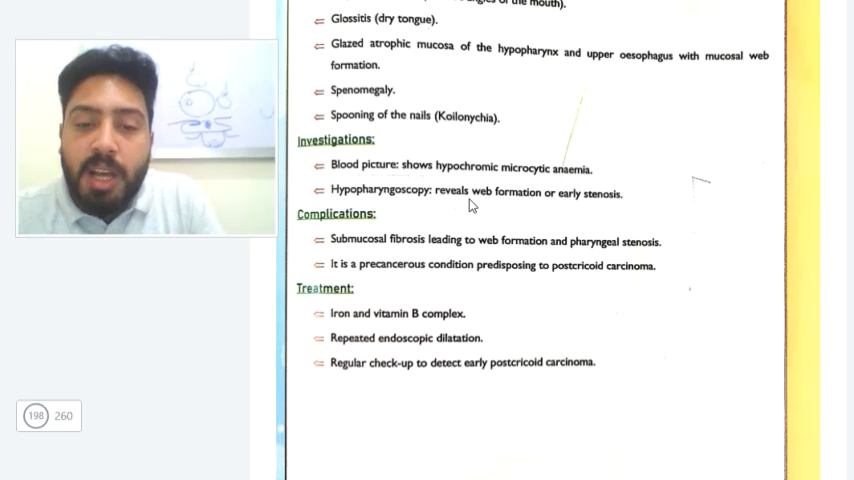 of the mouth).
Glossitis (dry tongue).
Glazed atrophic mucosa of the hypopharynx and upper oesophagus with mucosal web
formation.
Spenomegaly.
Spooning of the nails (Koilonychia).
Investigations:
Blood picture: shows hypochromic microcytic anaemia.
Hypopharyngoscopy: reveals web formation or early stenosis.
Complications:
Submucosal fibrosis leading to web formation and pharyngeal stenosis.
It is a precancerous condition predisposing to postcricoid carcinoma.
Treatment:
Iron and vitamin B complex.
Repeated endoscopic dilatation.
Regular check-up to detect early postcricoid carcinoma.
198 260